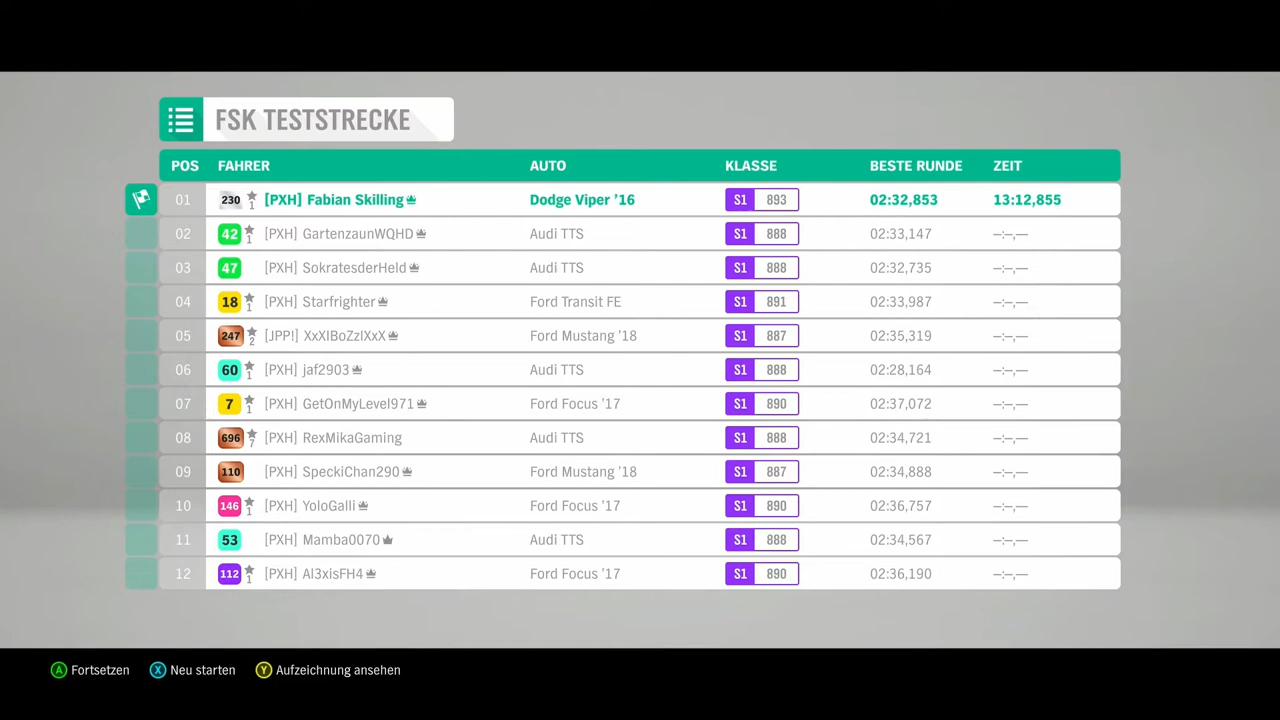 FSK TESTSTRECKE
POS FAHRER AUTO KLASSE BESTE RUNDE ZEIT
01 230 1 [PXH] Fabian Skilling Dodge Viper '16 S1 893 02:32,853 13:12,855
02 42 1 [PXH] GartenzaunWQHD Audi TTS S1 888 02:33,147 --:--,---
03 47 [PXH] SokratesderHeld Audi TTS S1 888 02:32,735 --:--,---
04 18 1 [PXH] Starfrighter Ford Transit FE S1 891 02:33,987 --:--,---
05 247 2 [JPP!] XxXIBoZzIXxX Ford Mustang '18 S1 887 02:35,319 --:--,---
06 60 1 [PXH] jaf2903 Audi TTS S1 888 02:28,164 --:--,---
07 7 1 [PXH] GetOnMyLevel971 Ford Focus '17 S1 890 02:37,072 --:--,---
08 696 7 [PXH] RexMikaGaming Audi TTS S1 888 02:34,721 --:--,---
09 110 [PXH] SpeckiChan290 Ford Mustang '18 S1 887 02:34,888 --:--,---
10 146 1 [PXH] YoloGalli Ford Focus '17 S1 890 02:36,757 --:--,---
11 53 [PXH] Mamba0070 Audi TTS S1 888 02:34,567 --:--,---
12 112 1 [PXH] Al3xisFH4 Ford Focus '17 S1 890 02:36,190 --:--,---
A Fortsetzen X Neu starten Y Aufzeichnung ansehen